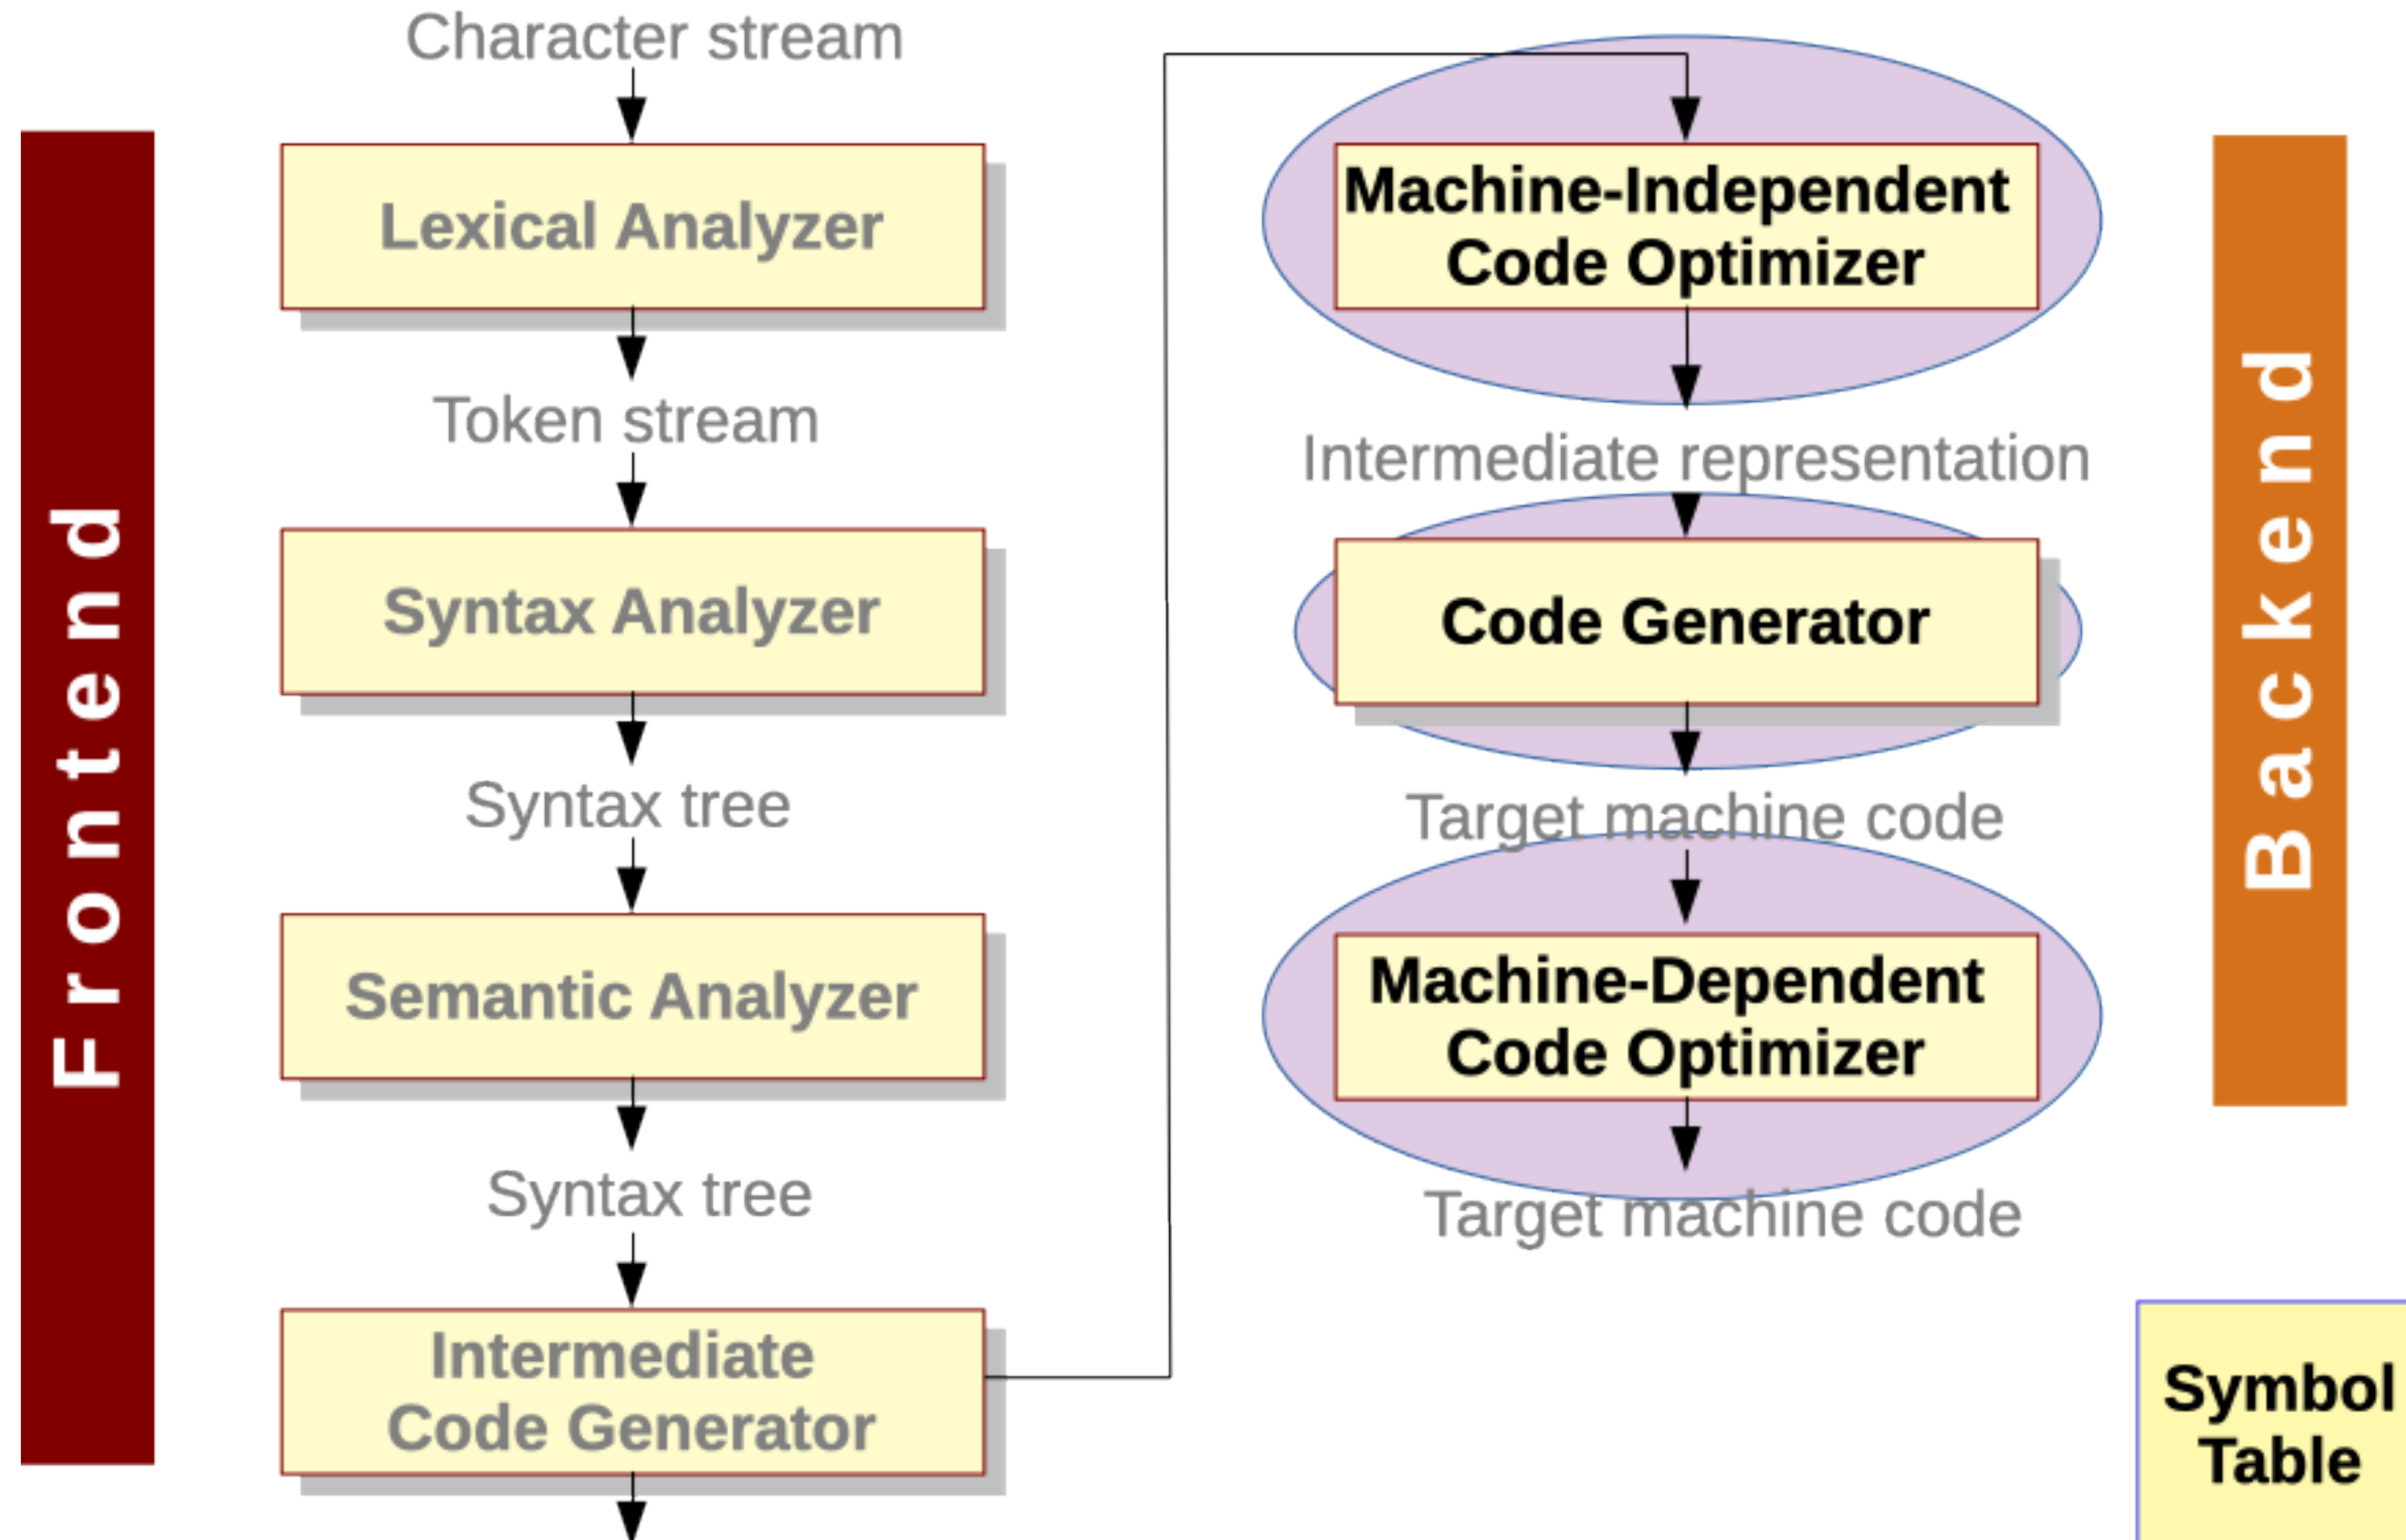 Frontend
Character stream
Lexical Analyzer
Token stream
Syntax Analyzer
Syntax tree
Semantic Analyzer
Syntax tree
Intermediate
Code Generator
Machine-Independent
Code Optimizer
Intermediate representation
Code Generator
Target machine code
Machine-Dependent
Code Optimizer
Target machine code
Backend
Symbol
Table